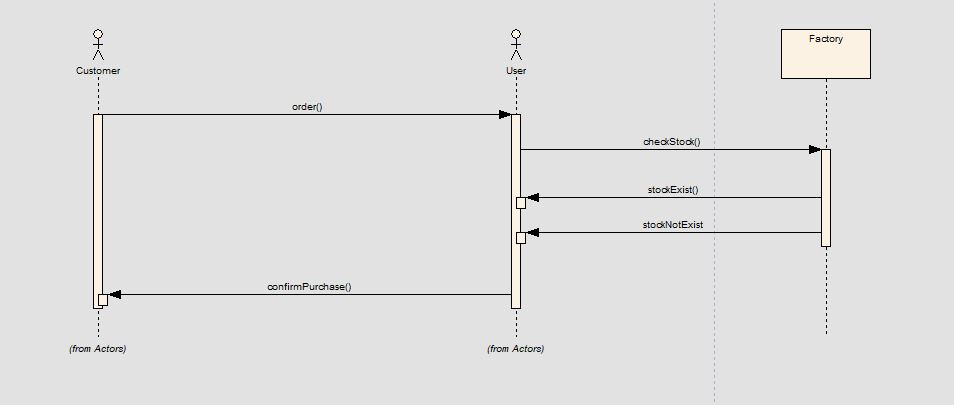 Customer
User
Factory
order()
checkStock()
stockExist()
stockNotExist
confirmPurchase()
(from Actors)
(from Actors)